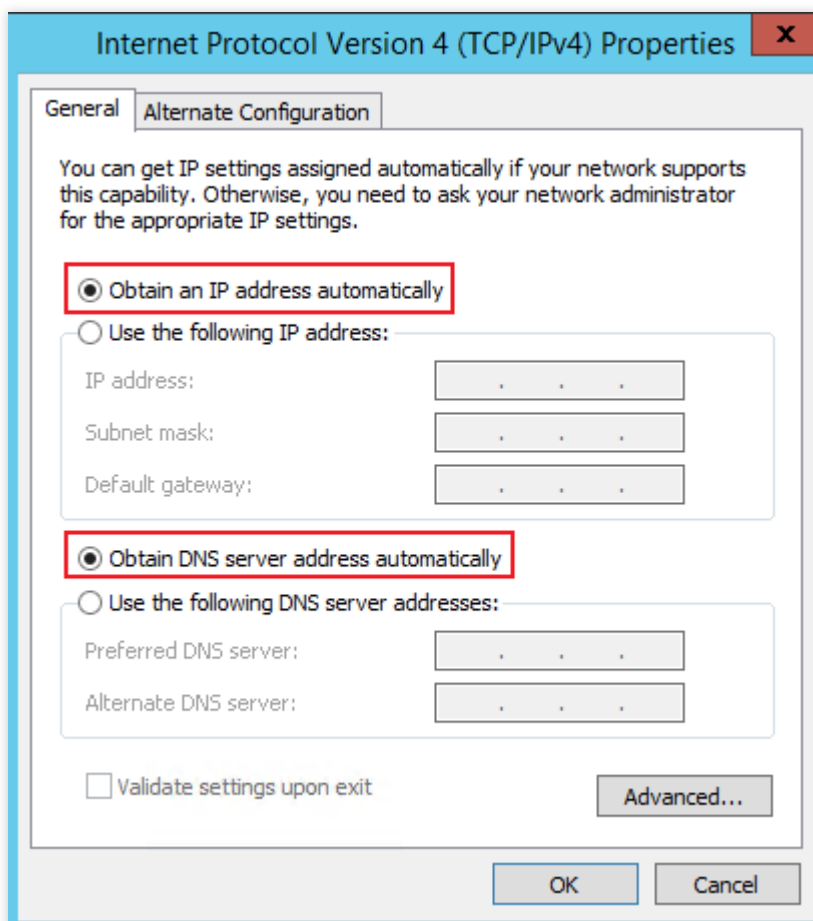 Internet Protocol Version 4 (TCP/IPv4) Properties
x
General
Alternate Configuration
You can get IP settings assigned automatically if your network supports
this capability. Otherwise, you need to ask your network administrator
for the appropriate IP settings.
Obtain an IP address automatically
Use the following IP address:
IP address:
Subnet mask:
Default gateway:
Obtain DNS server address automatically
Use the following DNS server addresses:
Preferred DNS server:
Alternate DNS server:
Validate settings upon exit
Advanced...
OK
Cancel